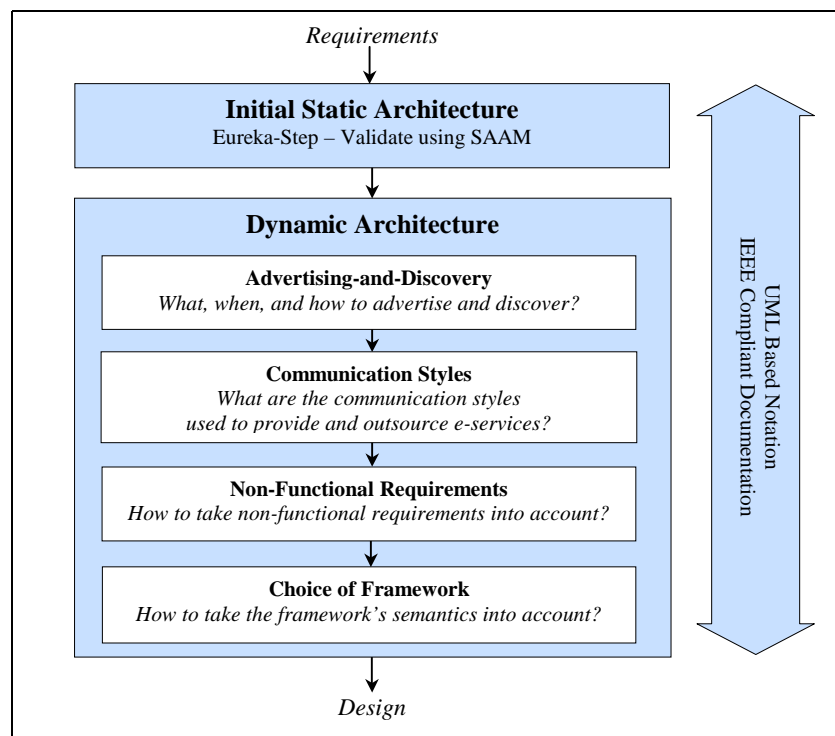 Requirements
Initial Static Architecture
Eureka-Step – Validate using SAAM
Dynamic Architecture
Advertising-and-Discovery
What, when, and how to advertise and discover?
Communication Styles
What are the communication styles
used to provide and outsource e-services?
Non-Functional Requirements
How to take non-functional requirements into account?
Choice of Framework
How to take the framework’s semantics into account?
Design
UML Based Notation
IEEE Compliant Documentation